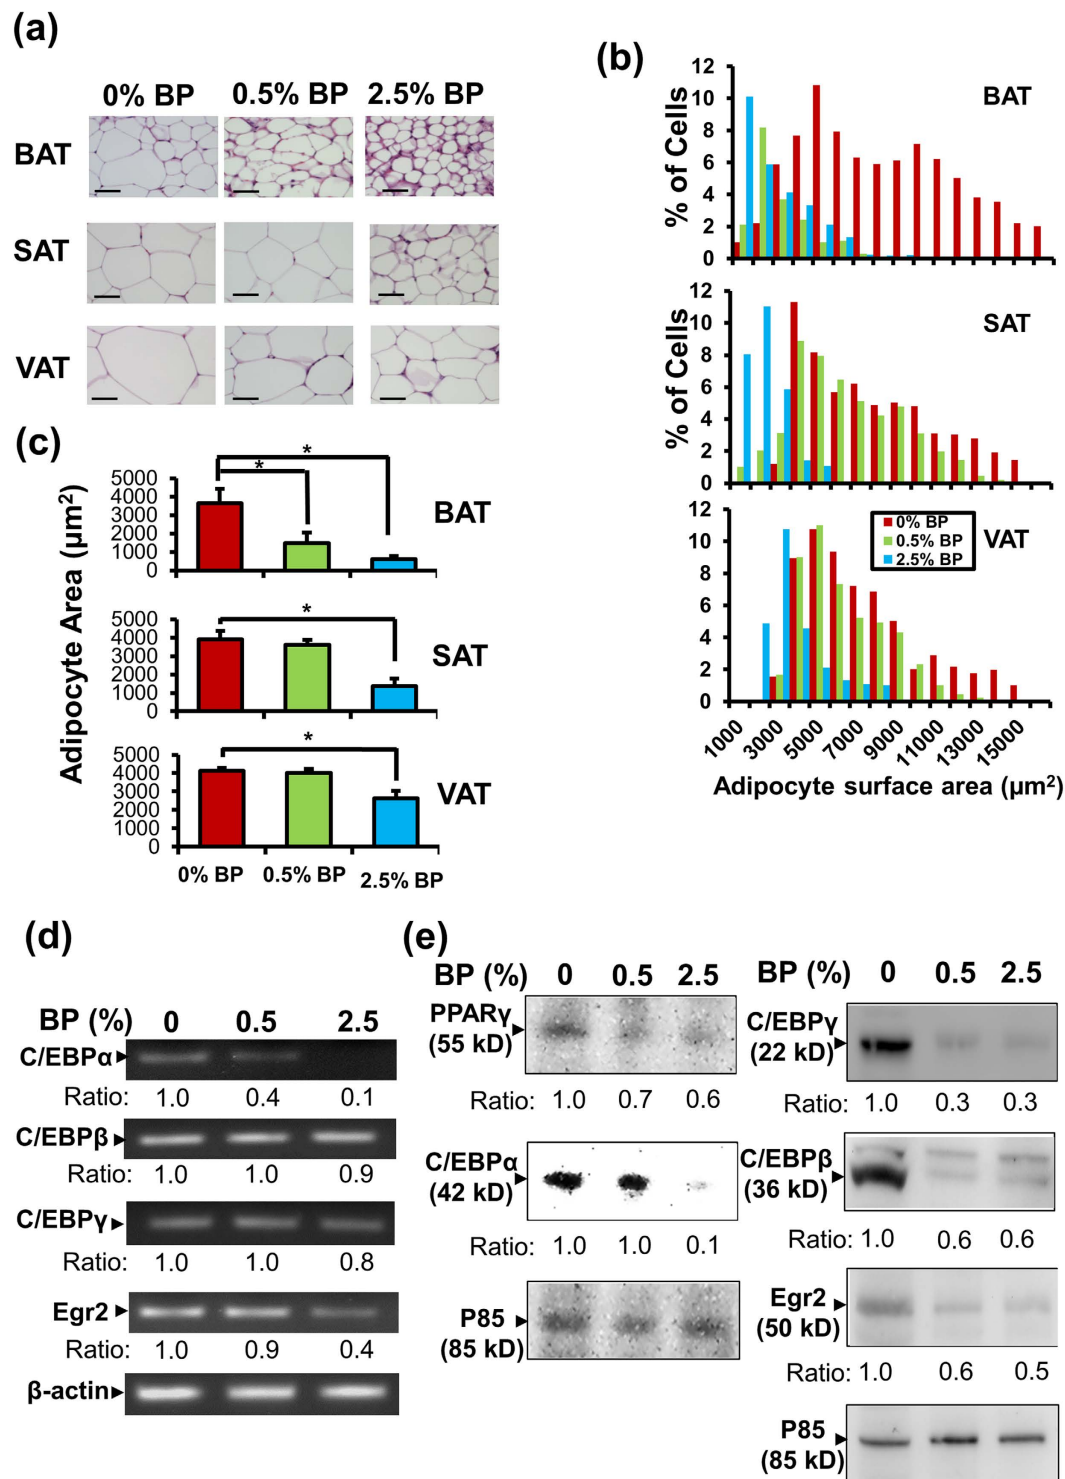 (a)
0% BP 0.5% BP 2.5% BP
BAT
SAT
VAT
(b)
12
10
8
6
4
2
0
% of Cells
BAT
12
10
8
6
4
2
0
% of Cells
SAT
12
10
8
6
4
2
0
0% BP
0.5% BP
2.5% BP
VAT
1000 3000 5000 7000 9000 11000 13000 15000
Adipocyte surface area (µm²)
(c)
Adipocyte Area (µm²)
5000
4000
3000
2000
1000
0
*
*
BAT
5000
4000
3000
2000
1000
0
*
SAT
5000
4000
3000
2000
1000
0
*
VAT
0% BP 0.5% BP 2.5% BP
(d)
BP (%) 0 0.5 2.5
C/EBPα
Ratio: 1.0 0.4 0.1
C/EBPβ
Ratio: 1.0 1.0 0.9
C/EBPγ
Ratio: 1.0 1.0 0.8
Egr2
Ratio: 1.0 0.9 0.4
β-actin
(e)
BP (%) 0 0.5 2.5
PPARγ
(55 kD)
Ratio: 1.0 0.7 0.6
C/EBPα
(42 kD)
Ratio: 1.0 1.0 0.1
P85
(85 kD)
BP (%) 0 0.5 2.5
C/EBPγ
(22 kD)
Ratio: 1.0 0.3 0.3
C/EBPβ
(36 kD)
Ratio: 1.0 0.6 0.6
Egr2
(50 kD)
Ratio: 1.0 0.6 0.5
P85
(85 kD)